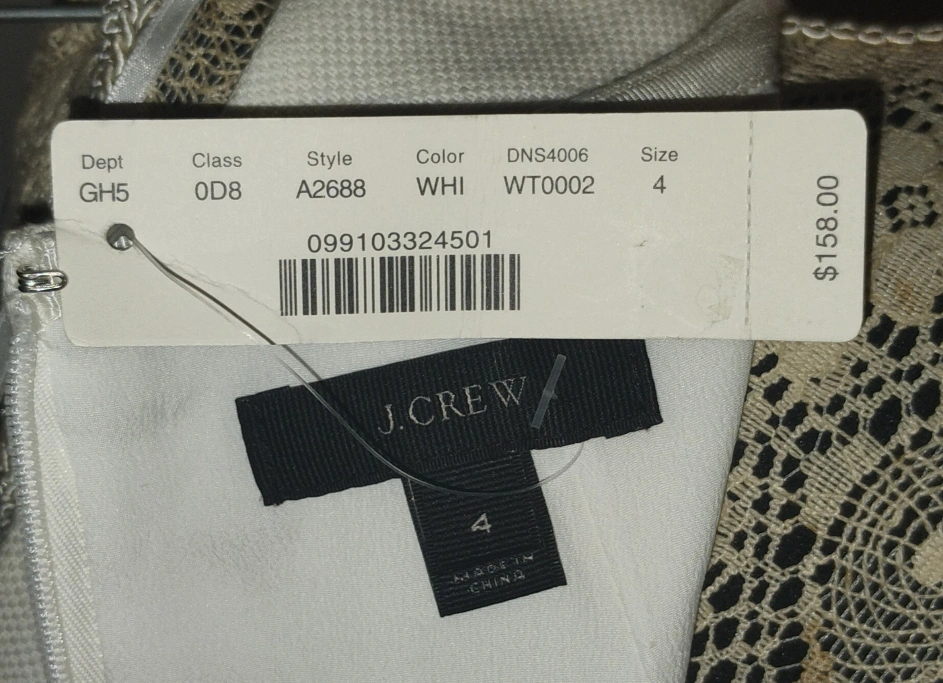 Dept Class Style Color DNS4006 Size
GH5 0D8 A2688 WHI WT0002 4
099103324501
$158.00
J.CREW
4
MADE IN
CHINA